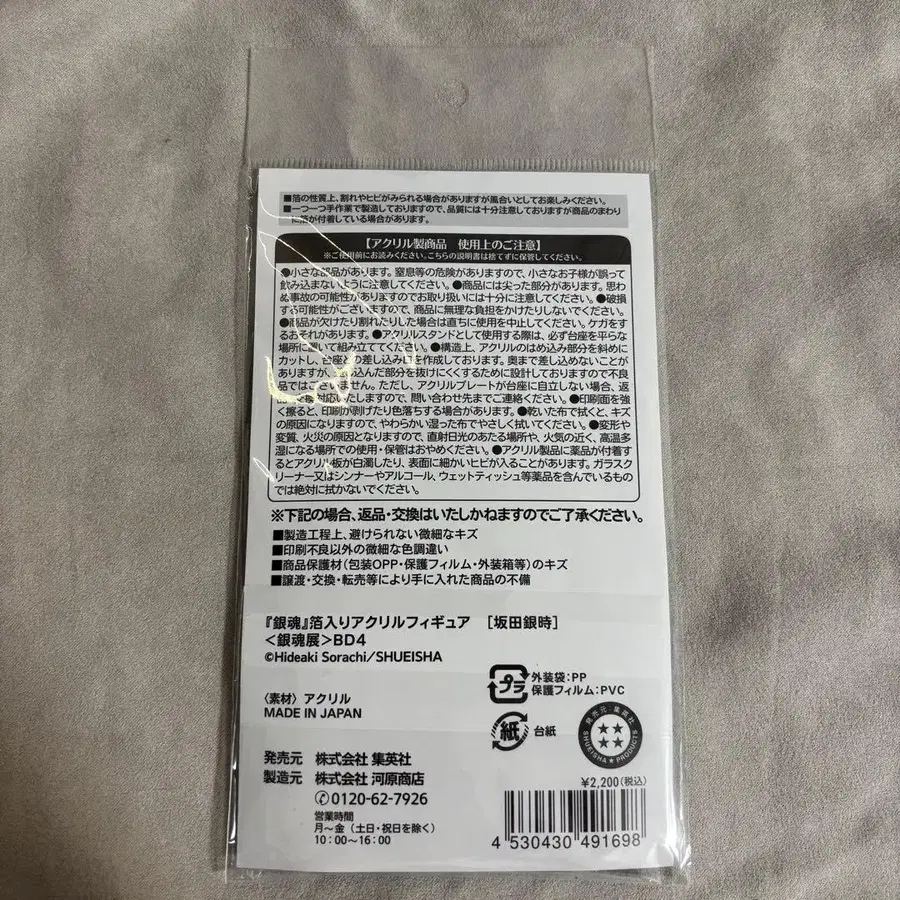 ■箔の性質上、割れやヒビがみられる場合がありますが風合いとしてお楽しみください。
■一つ一つ手作業で製造しておりますので、品質には十分注意しておりますが商品のまわり
に箔が付着している場合があります。
【アクリル製商品 使用上のご注意】
※ご使用前にお読みください。こちらの説明書は捨てずに保管してください。
●小さな部品があります。窒息等の危険がありますので、小さなお子様が誤って
飲み込まないように注意してください。●商品には尖った部分があります。思わ
ぬ事故の可能性がありますのでお取り扱いには十分に注意してください。●破損
する可能性がございますので、商品に無理な負担をかけたりしないでください。
●商品が欠けたり割れたりした場合は直ちに使用を中止してください。ケガをす
るおそれがあります。●アクリルスタンドとして使用する際は、必ず台座を平らな
場所に置いて組み立ててください。●構造上、アクリルのはめ込み部分を斜めに
カットし、台座との差し込み口を作成しております。奥まで差し込めないことが
ありますが、込んだ部分を抜けにくくするために設計しておりますので不良
品ではございません。ただし、アクリルプレートが台座に自立しない場合、返
品対応いたしますので、問い合わせ先までご連絡ください。●印刷面を強
く擦ると、印刷が剥げたり色落ちする場合があります。●乾いた布で拭くと、キズ
の原因になりますので、やわらかい湿った布でやさしく拭いてください。●変形や
変質、火災の原因となりますので、直射日光のあたる場所や、火気の近く、高温多
湿になる場所での使用・保管はおやめください。●アクリル製品に薬品が付着す
るとアクリル板が白濁したり、表面に細かいヒビが入ることがあります。ガラスク
リーナー又はシンナーやアルコール、ウェットティッシュ等薬品を含んでいるもの
では絶対に拭かないでください。
※下記の場合、返品・交換はいたしかねますのでご了承ください。
■製造工程上、避けられない微細なキズ
■印刷不良以外の微細な色調違い
■商品保護材(包装OPP・保護フィルム・外装箱等)のキズ
■譲渡・交換・転売等により手に入れた商品の不備
『銀魂』箔入りアクリルフィギュア [坂田銀時]
<銀魂展>BD4
©Hideaki Sorachi/SHUEISHA
プラ
外装袋:PP
保護フィルム:PVC
〈素材〉アクリル
MADE IN JAPAN
紙
台紙
発売元:集英社
SHUEISHA PRODUCTS
発売元 株式会社 集英社
製造元 株式会社 河原商店
0120-62-7926
営業時間
月〜金(土日・祝日を除く)
10:00〜16:00
¥2,200(税込)
4 530430 491698